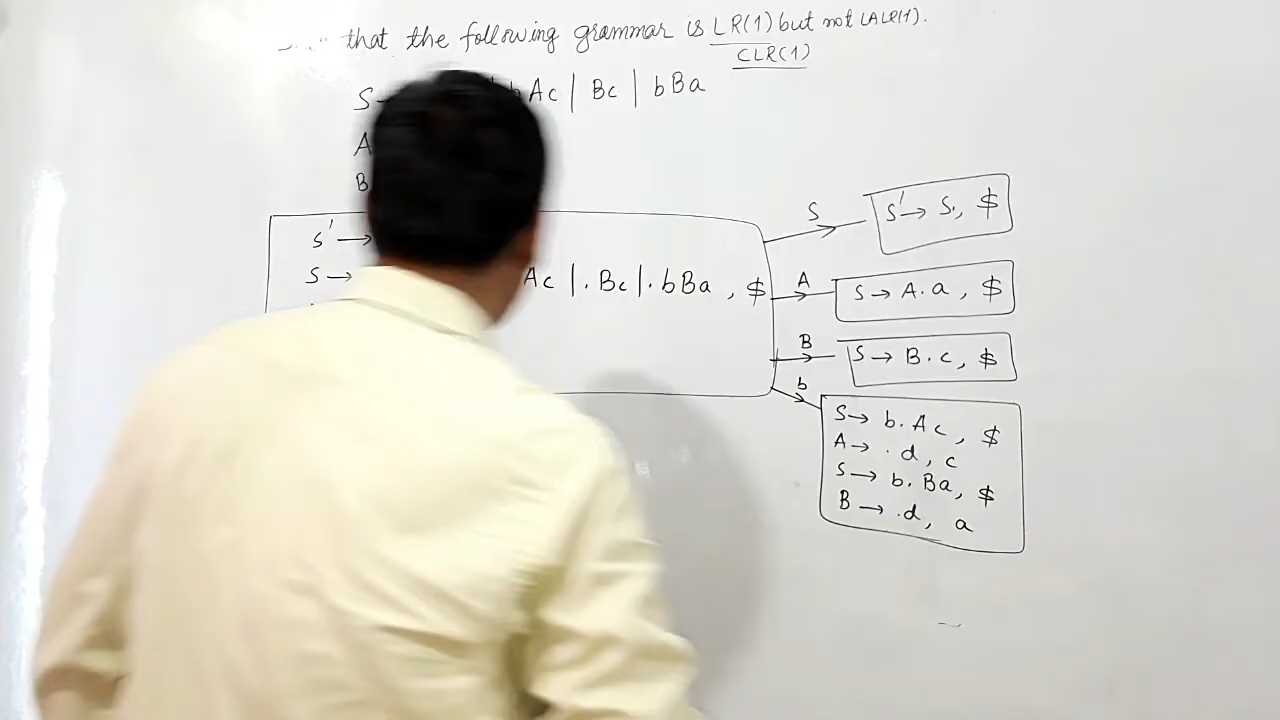 that the following grammar is LR(1) but not LALR(1).
CLR(1)
S → bAc | Bc | bBa
A
B
S' →
S → Ac | .Bc | .bBa , $
S
S' → S. , $
A
S → A.a , $
B
S → B.c , $
b
S → b.Ac , $
A → .d , c
S → b.Ba , $
B → .d , a